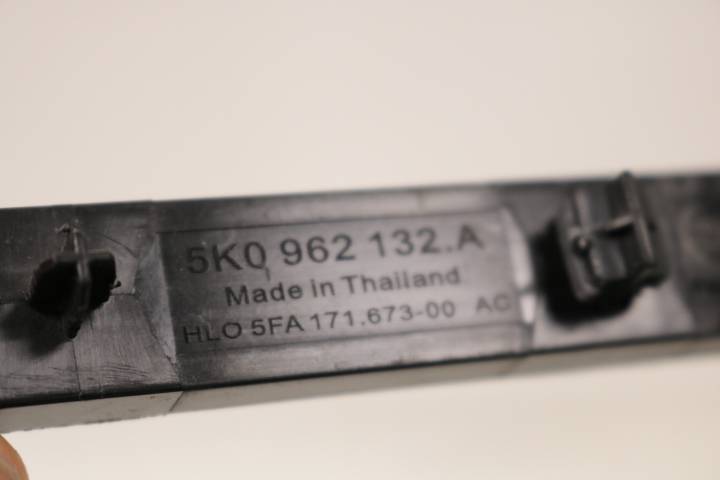 5K0 962 132.A
Made in Thailand
HLO 5FA 171.673-00 AC